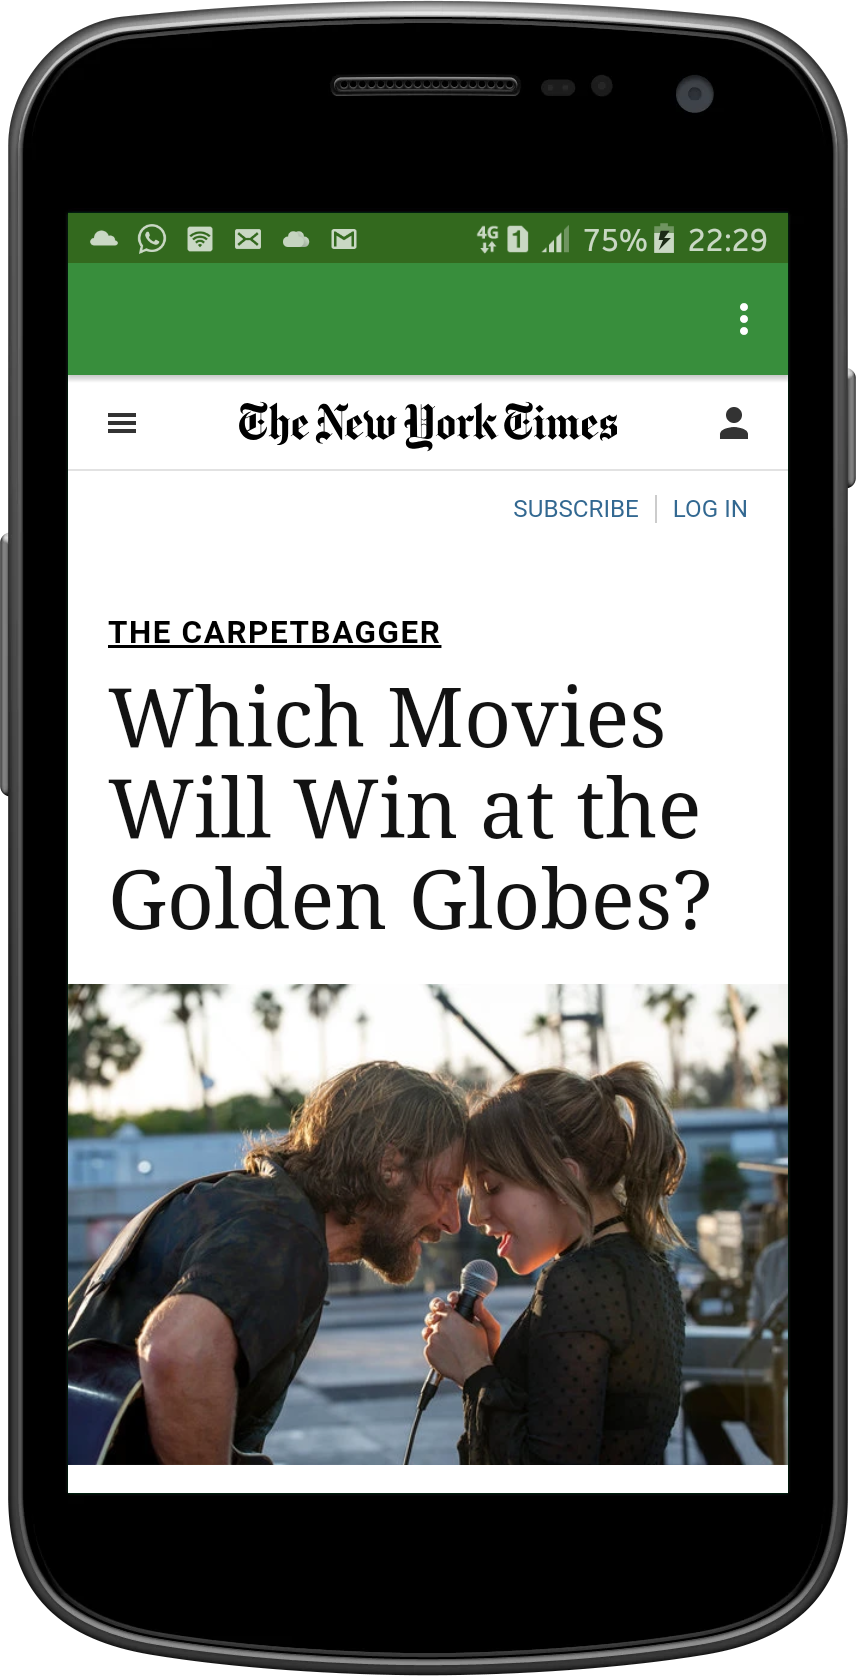 4G 1 75% 22:29
The New York Times
SUBSCRIBE LOG IN
THE CARPETBAGGER
Which Movies
Will Win at the
Golden Globes?